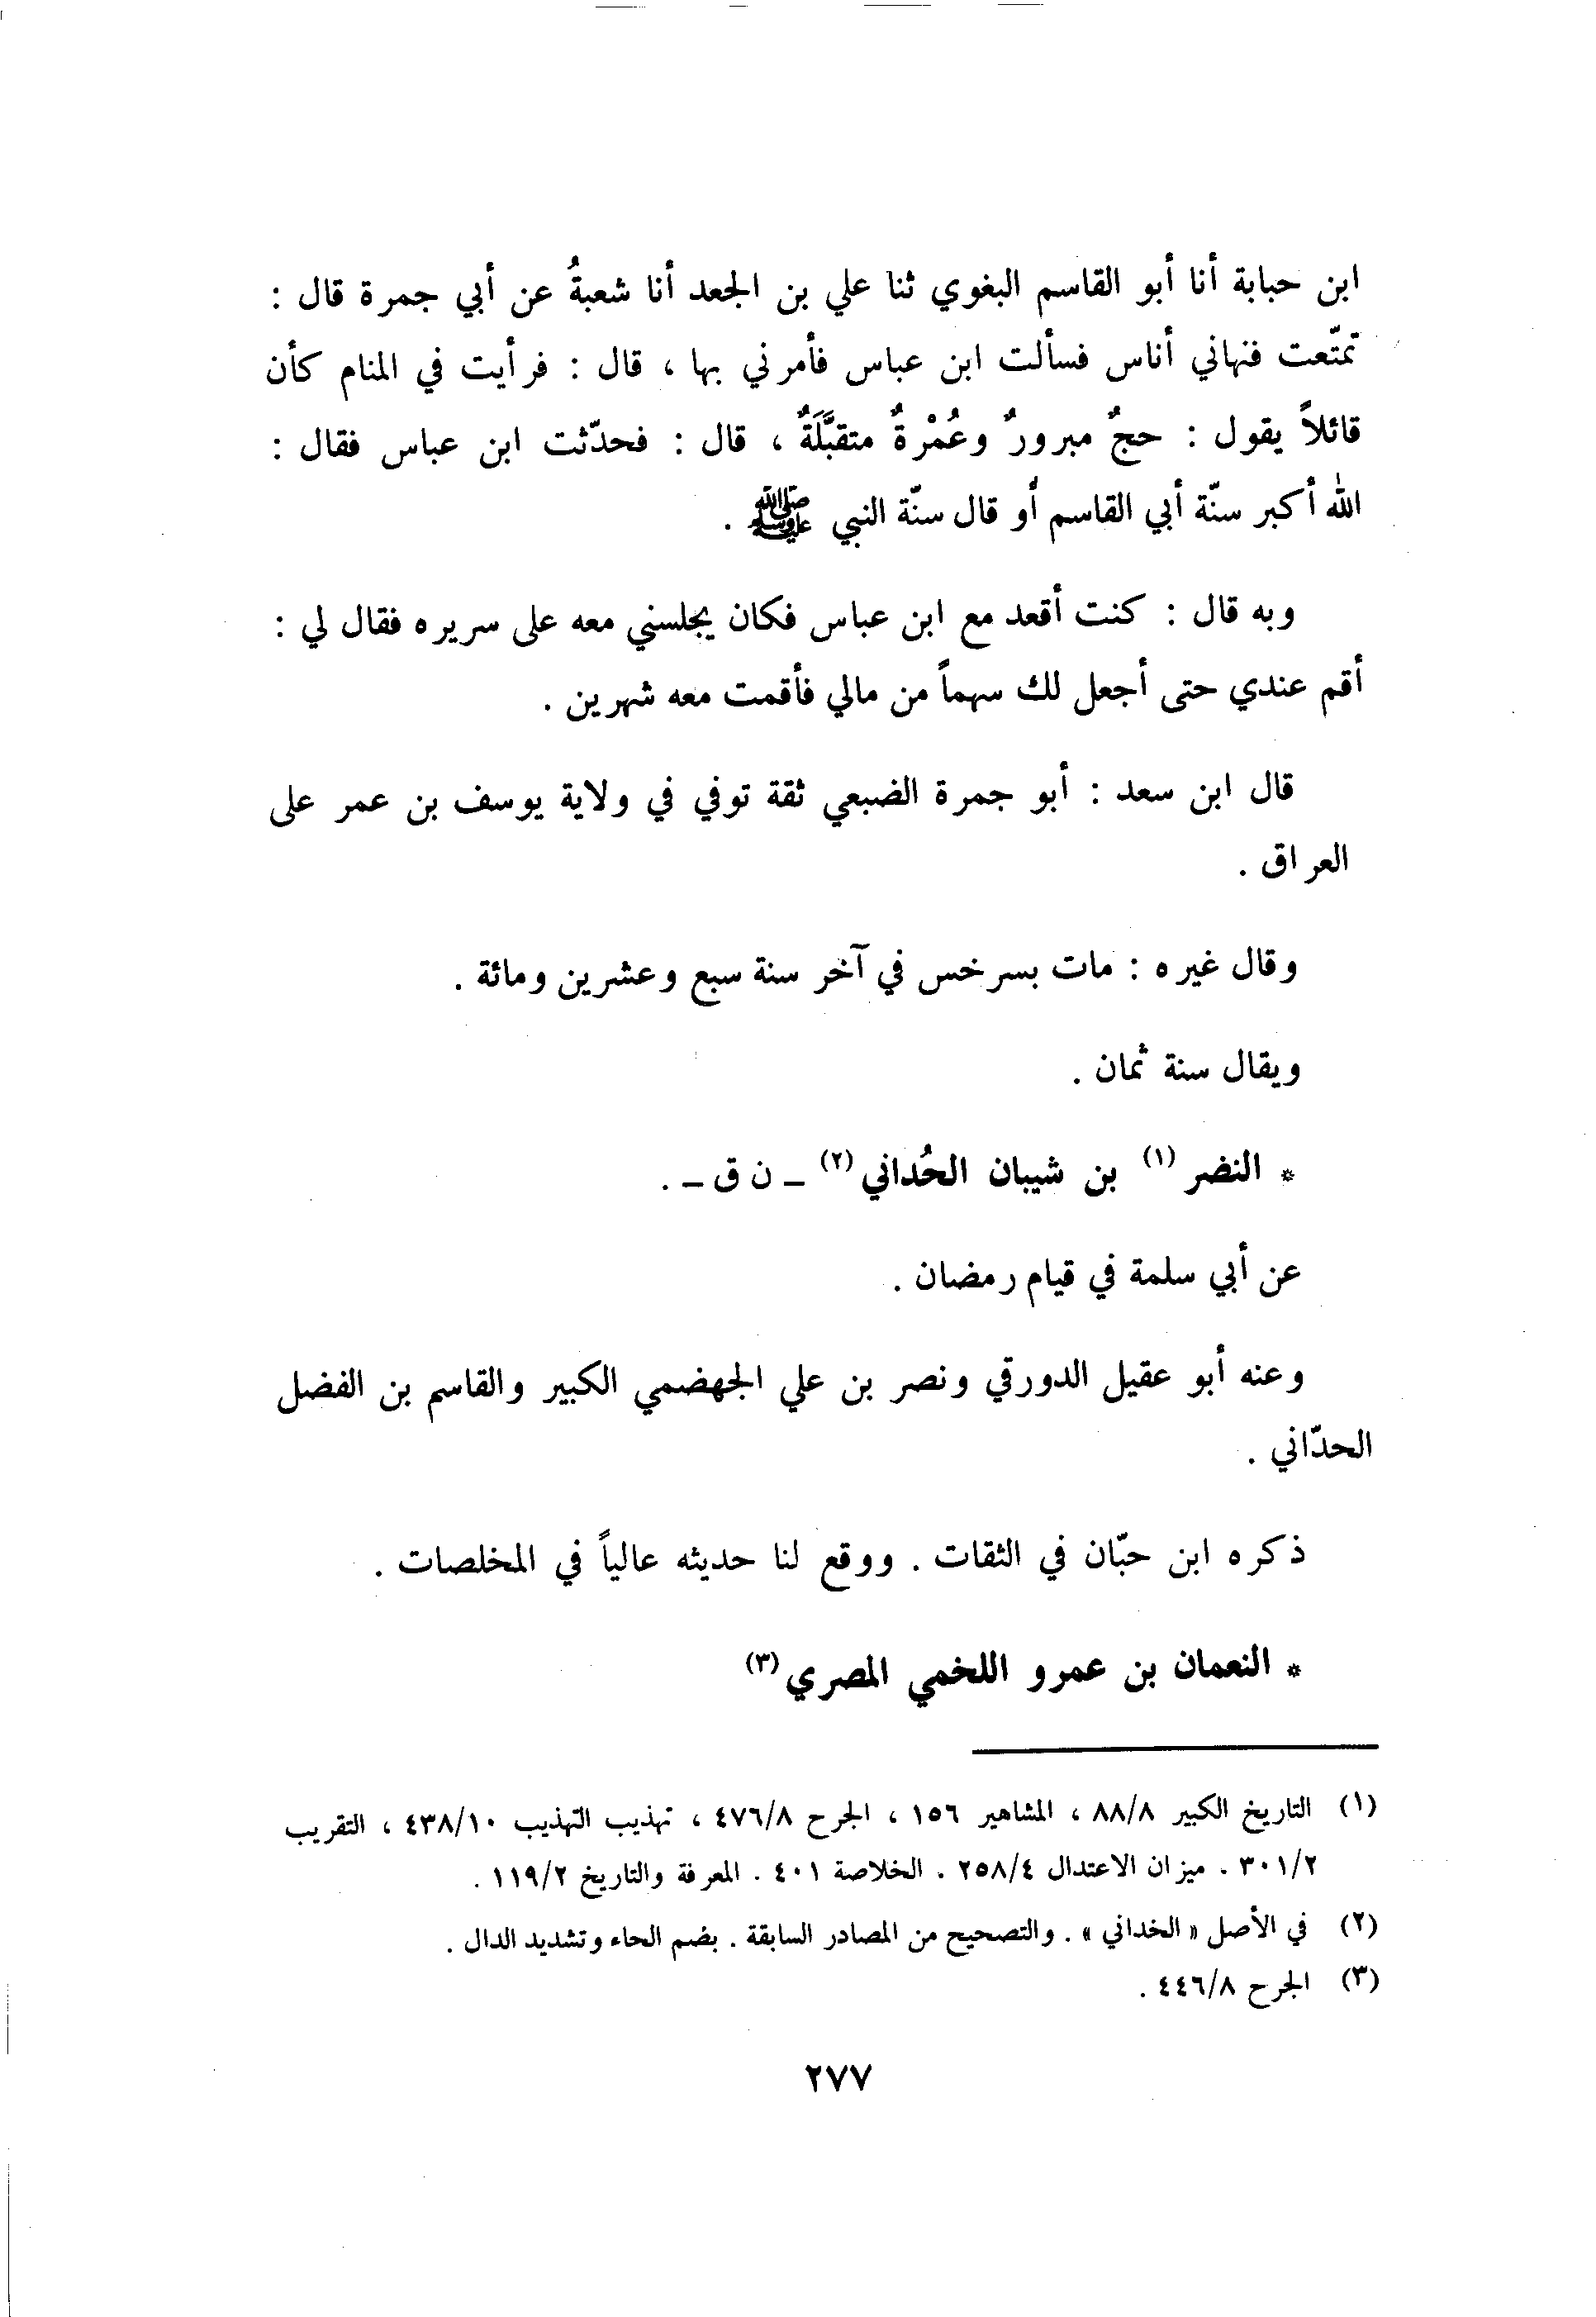 ابن حبابة أنا أبو القاسم البغوي ثنا علي بن الجعد أنا شعبةُ عن أبي جمرة قال :
تمتّعت فنهاني أناس فسألت ابن عباس فأمرني بها ، قال : فرأيت في المنام كأن
قائلاً يقول : حجٌ مبرورٌ وعُمْرةٌ متقبَّلَةٌ ، قال : فحدّثت ابن عباس فقال :
الله أكبر سنّة أبي القاسم أو قال سنّة النبي ﷺ .
وبه قال : كنت أقعد مع ابن عباس فكان يجلسني معه على سريره فقال لي :
أقم عندي حتى أجعل لك سهماً من مالي فأقمت معه شهرين .
قال ابن سعد : أبو جمرة الضبعي ثقة توفي في ولاية يوسف بن عمر على
العراق .
وقال غيره : مات بسرخس في آخر سنة سبع وعشرين ومائة .
ويقال سنة ثمان .
* النضر (١) بن شيبان الحُداني (٢) ـ ن ق ـ .
عن أبي سلمة في قيام رمضان .
وعنه أبو عقيل الدورقي ونصر بن علي الجهضمي الكبير والقاسم بن الفضل
الحدّاني .
ذكره ابن حبّان في الثقات . ووقع لنا حديثه عالياً في المخلصات .
* النعمان بن عمرو اللخمي المصري (٣)
(١) التاريخ الكبير ٨٨/٨ ، المشاهير ١٥٦ ، الجرح ٤٧٦/٨ ، تهذيب التهذيب ٤٣٨/١٠ ، التقريب
٣٠١/٢ . ميزان الاعتدال ٢٥٨/٤ . الخلاصة ٤٠١ . المعرفة والتاريخ ١١٩/٢ .
(٢) في الأصل « الخداني » . والتصحيح من المصادر السابقة . بضم الحاء وتشديد الدال .
(٣) الجرح ٤٤٦/٨ .
٢٧٧